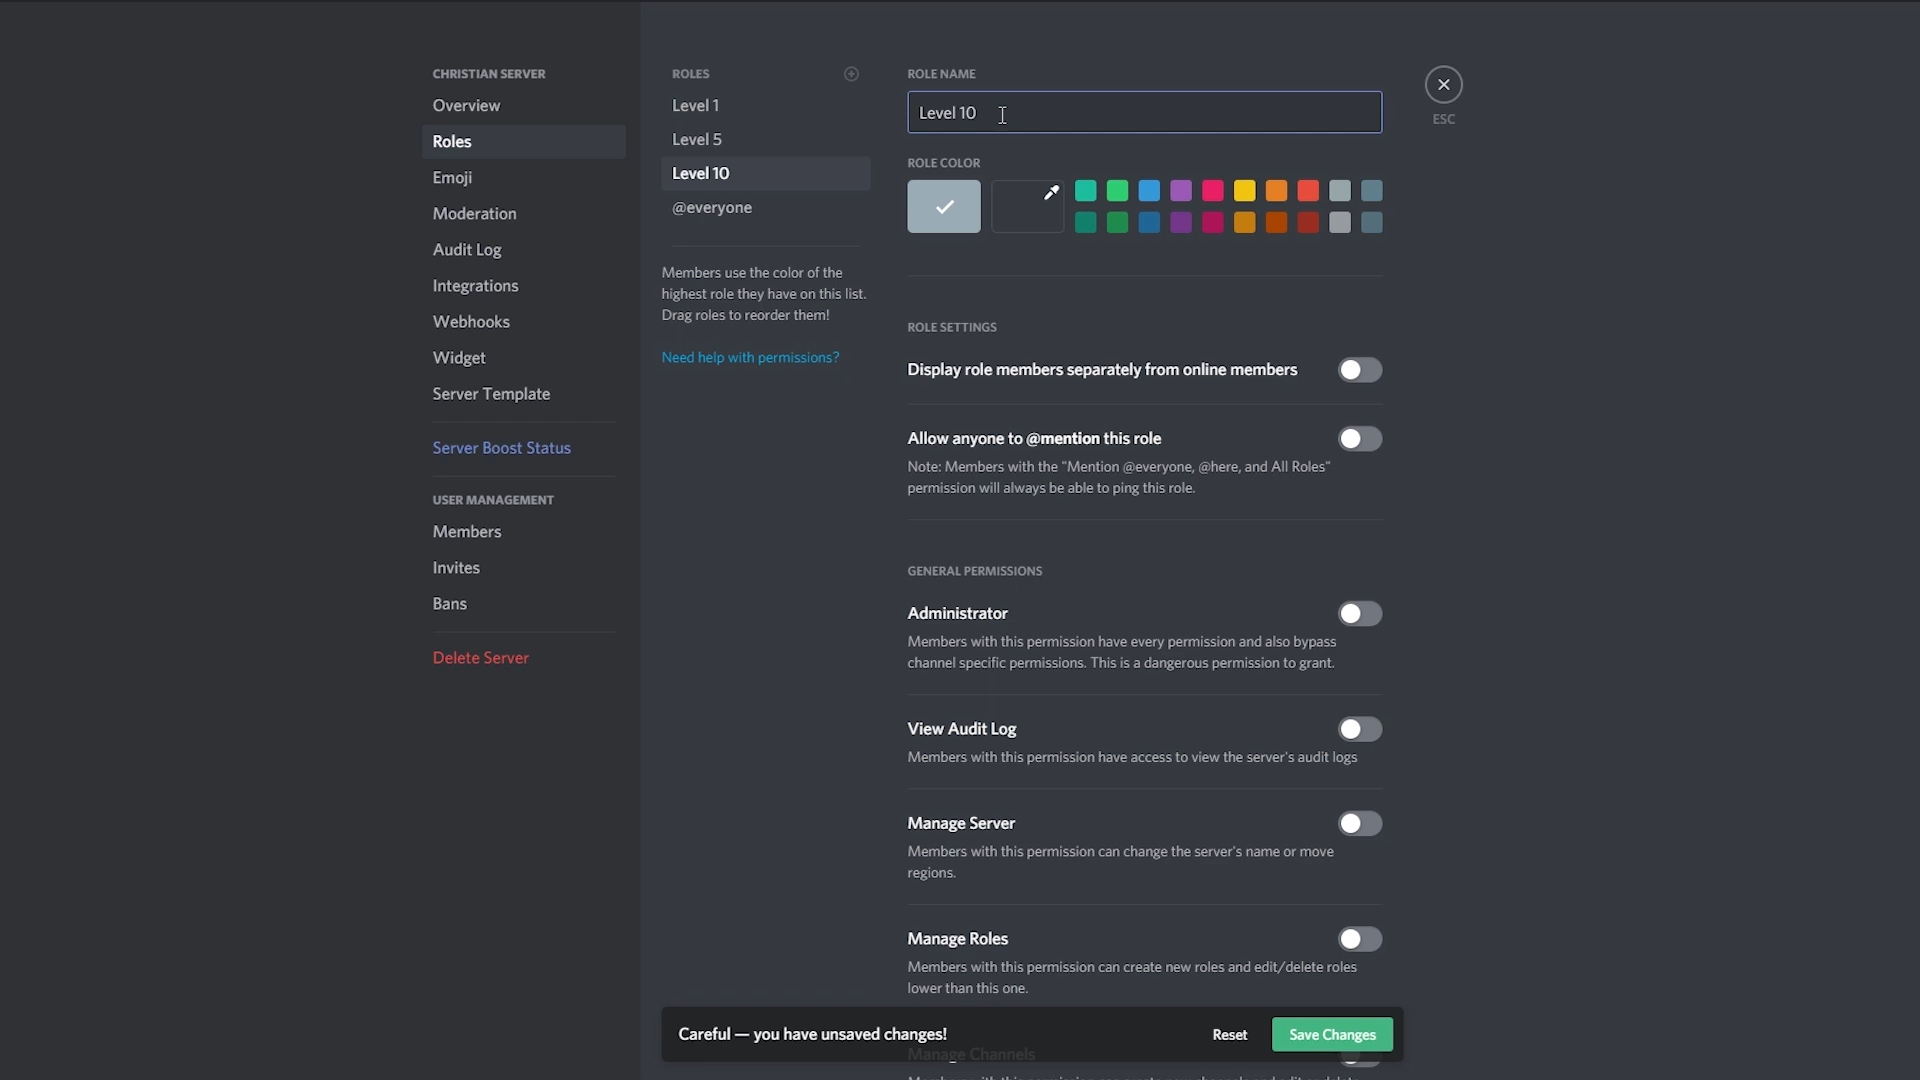 CHRISTIAN SERVER
Overview
Roles
Emoji
Moderation
Audit Log
Integrations
Webhooks
Widget
Server Template
Server Boost Status
USER MANAGEMENT
Members
Invites
Bans
Delete Server
ROLES
Level 1
Level 5
Level 10
@everyone
Members use the color of the
highest role they have on this list.
Drag roles to reorder them!
Need help with permissions?
ROLE NAME
Level 10
ROLE COLOR
ROLE SETTINGS
Display role members separately from online members
Allow anyone to @mention this role
Note: Members with the "Mention @everyone, @here, and All Roles"
permission will always be able to ping this role.
GENERAL PERMISSIONS
Administrator
Members with this permission have every permission and also bypass
channel specific permissions. This is a dangerous permission to grant.
View Audit Log
Members with this permission have access to view the server's audit logs
Manage Server
Members with this permission can change the server's name or move
regions.
Manage Roles
Members with this permission can create new roles and edit/delete roles
lower than this one.
Manage Channels
ESC
Careful — you have unsaved changes!
Reset
Save Changes